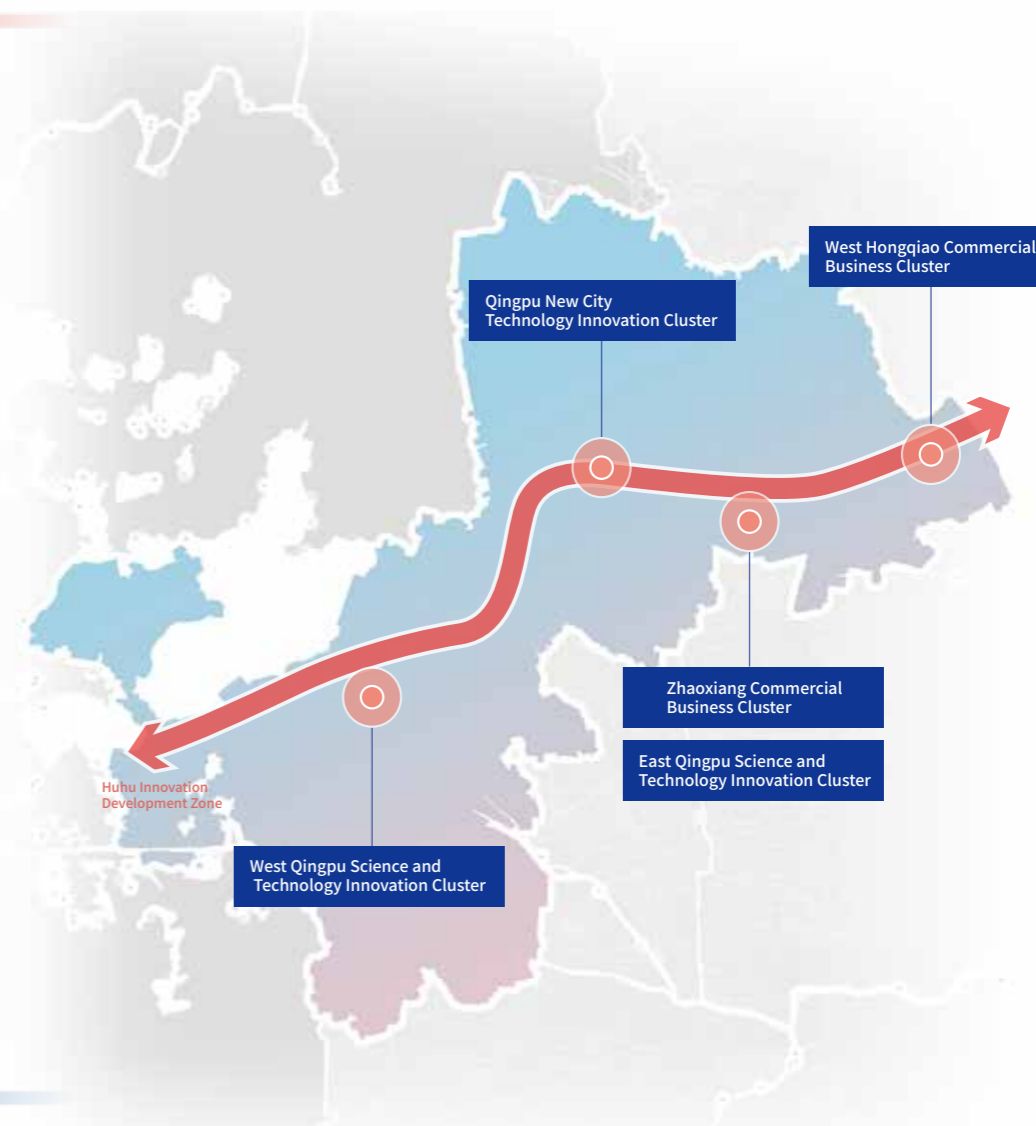 West Hongqiao Commercial
Business Cluster
Qingpu New City
Technology Innovation Cluster
Zhaoxiang Commercial
Business Cluster
East Qingpu Science and
Technology Innovation Cluster
Huhu Innovation
Development Zone
West Qingpu Science and
Technology Innovation Cluster